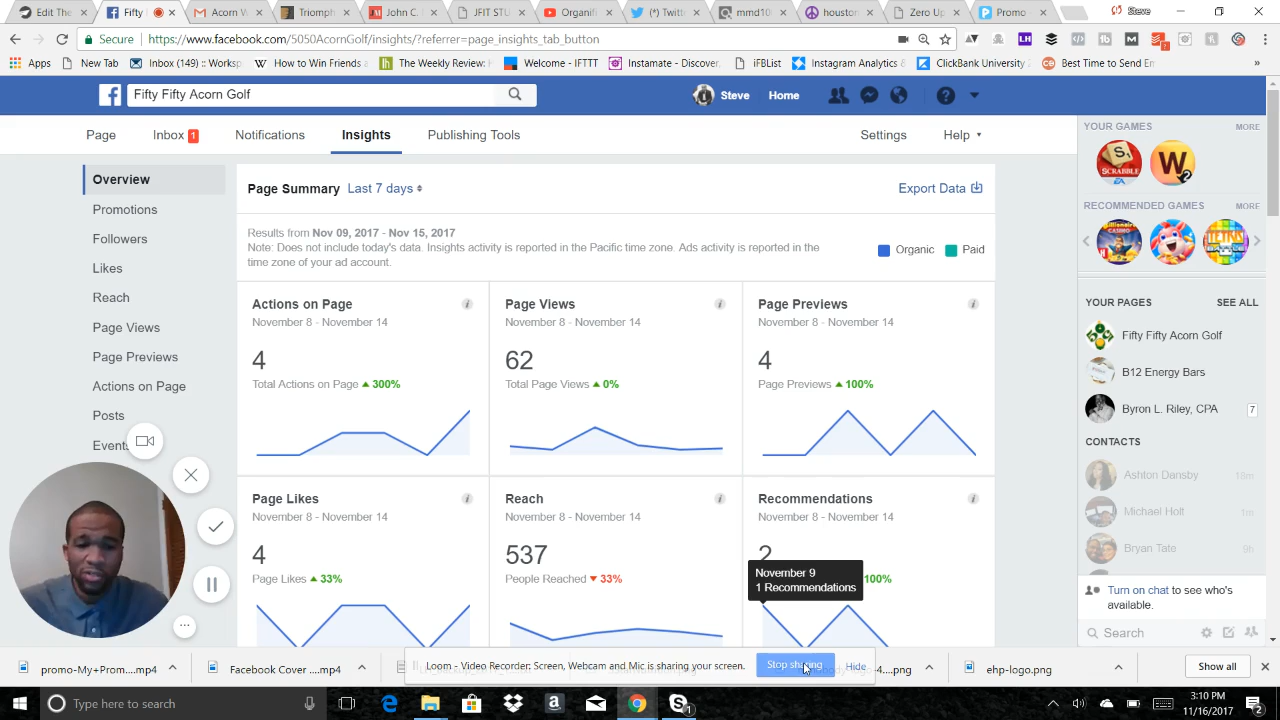 Edit The
Fifty
Acorn W
Triomph
John C.
JFIT STU
Organifi
(*) Twitt
mmd10
houston
Zero Up
Promo
Steve
Secure
https://www.facebook.com/5050AcornGolf/insights/?referrer=page_insights_tab_button
Apps
New Tab
Inbox (149) :: Works
How to Win Friends
The Weekly Review:
Welcome - IFTTT
Instamate - Discover
iFBList
Instagram Analytics &
ClickBank University
Best Time to Send Em
»
Fifty Fifty Acorn Golf
Steve
Home
Page
Inbox 1
Notifications
Insights
Publishing Tools
Settings
Help
Overview
Promotions
Followers
Likes
Reach
Page Views
Page Previews
Actions on Page
Posts
Events
Page Summary Last 7 days
Export Data
Results from Nov 09, 2017 - Nov 15, 2017
Note: Does not include today's data. Insights activity is reported in the Pacific time zone. Ads activity is reported in the
time zone of your ad account.
Organic
Paid
Actions on Page
November 8 - November 14
4
Total Actions on Page 300%
Page Views
November 8 - November 14
62
Total Page Views 0%
Page Previews
November 8 - November 14
4
Page Previews 100%
Page Likes
November 8 - November 14
4
Page Likes 33%
Reach
November 8 - November 14
537
People Reached 33%
Recommendations
November 8 - November 14
2
100%
November 9
1 Recommendations
YOUR GAMES
MORE
SCRABBLE
EA
W
2
RECOMMENDED GAMES
MORE
YOUR PAGES
SEE ALL
Fifty Fifty Acorn Golf
B12 Energy Bars
Byron L. Riley, CPA
7
CONTACTS
Ashton Dansby
18m
Michael Holt
1m
Bryan Tate
9h
Turn on chat to see who's
available.
Search
promo-My+Prom....mp4
Facebook Cover ....mp4
Loom - Video Recorder: Screen, Webcam and Mic is sharing your screen.
Stop sharing
Hide
....png
ehp-logo.png
Show all
Type here to search
3:10 PM
11/16/2017